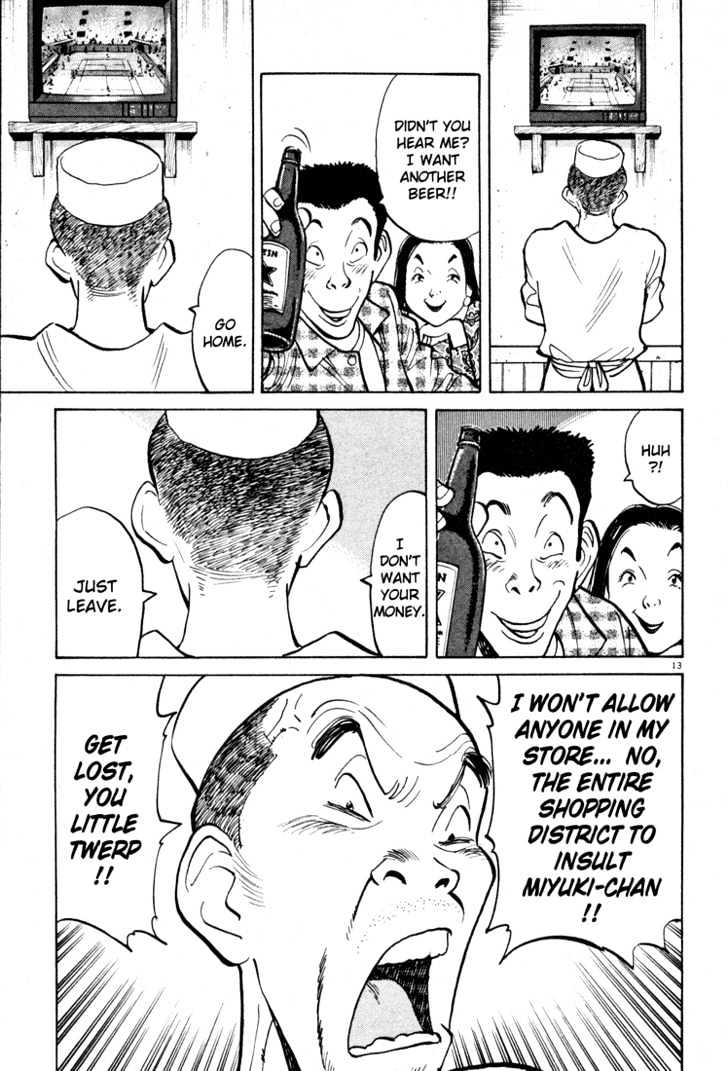 DIDN'T YOU
HEAR ME?
I WANT
ANOTHER
BEER!!
TIN
GO
HOME.
HUH
?!
I
DON'T
WANT
YOUR
MONEY.
JUST
LEAVE.
13
I WON'T ALLOW
ANYONE IN MY
STORE... NO,
THE ENTIRE
SHOPPING
DISTRICT TO
INSULT
MIYUKI-CHAN
!!
GET
LOST,
YOU
LITTLE
TWERP
!!